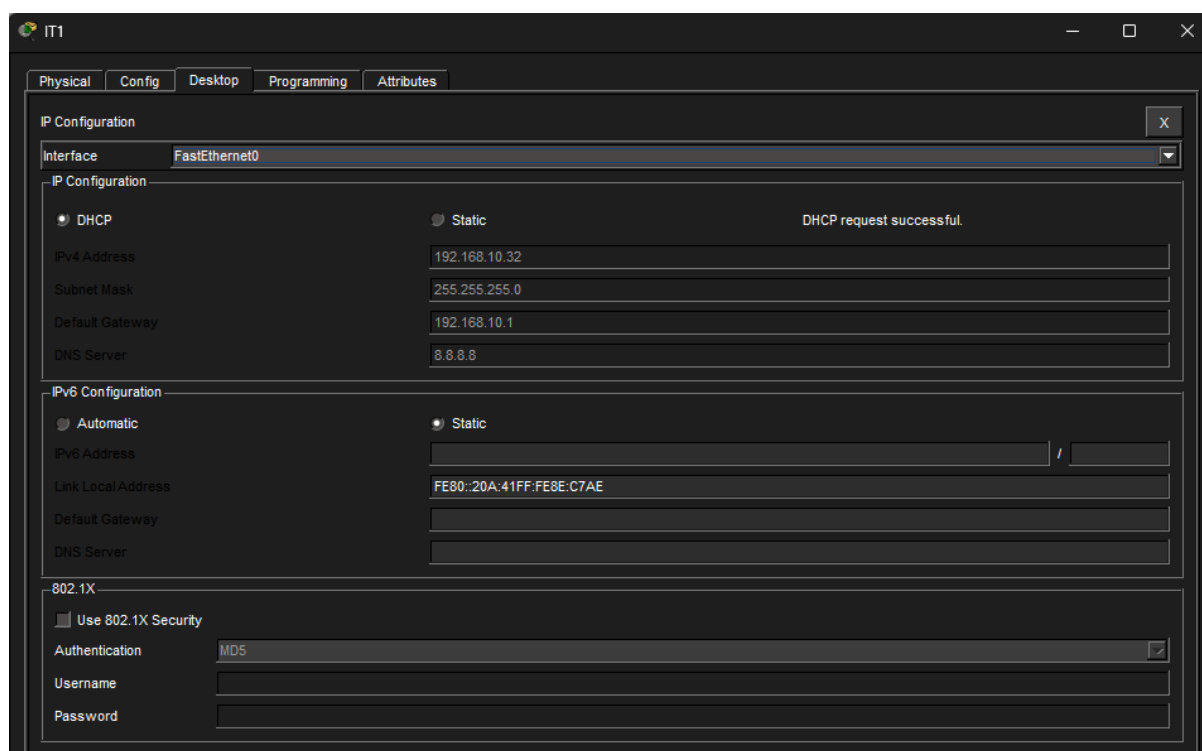 IT1
Physical Config Desktop Programming Attributes
IP Configuration X
Interface FastEthernet0
IP Configuration
DHCP Static DHCP request successful.
IPv4 Address 192.168.10.32
Subnet Mask 255.255.255.0
Default Gateway 192.168.10.1
DNS Server 8.8.8.8
IPv6 Configuration
Automatic Static
IPv6 Address /
Link Local Address FE80::20A:41FF:FE8E:C7AE
Default Gateway
DNS Server
802.1X
Use 802.1X Security
Authentication MD5
Username
Password